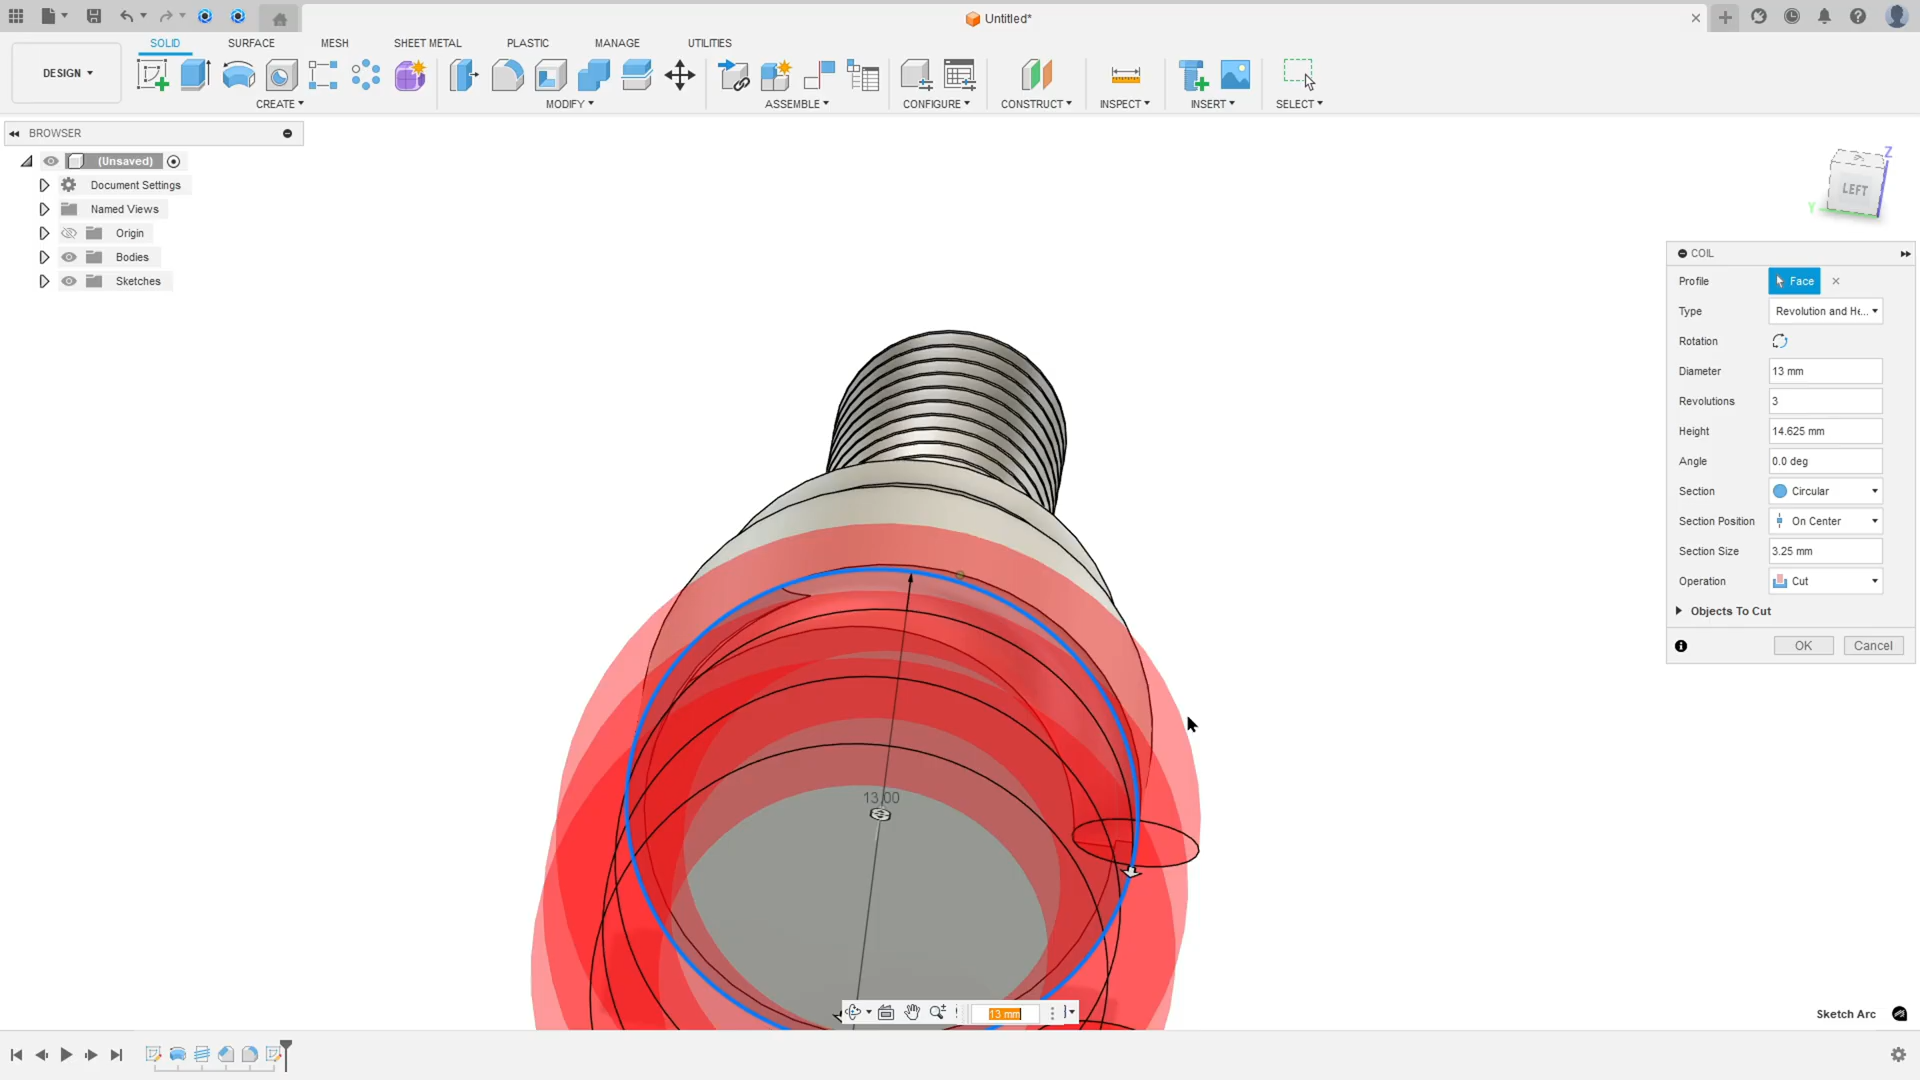 Untitled*
DESIGN
SOLID
SURFACE
MESH
SHEET METAL
PLASTIC
MANAGE
UTILITIES
CREATE
MODIFY
ASSEMBLE
CONFIGURE
CONSTRUCT
INSPECT
INSERT
SELECT
BROWSER
(Unsaved)
Document Settings
Named Views
Origin
Bodies
Sketches
Z
LEFT
Y
COIL
Profile Face
Type Revolution and He...
Rotation
Diameter 13 mm
Revolutions 3
Height 14.625 mm
Angle 0.0 deg
Section Circular
Section Position On Center
Section Size 3.25 mm
Operation Cut
Objects To Cut
OK Cancel
13.00
13 mm
Sketch Arc